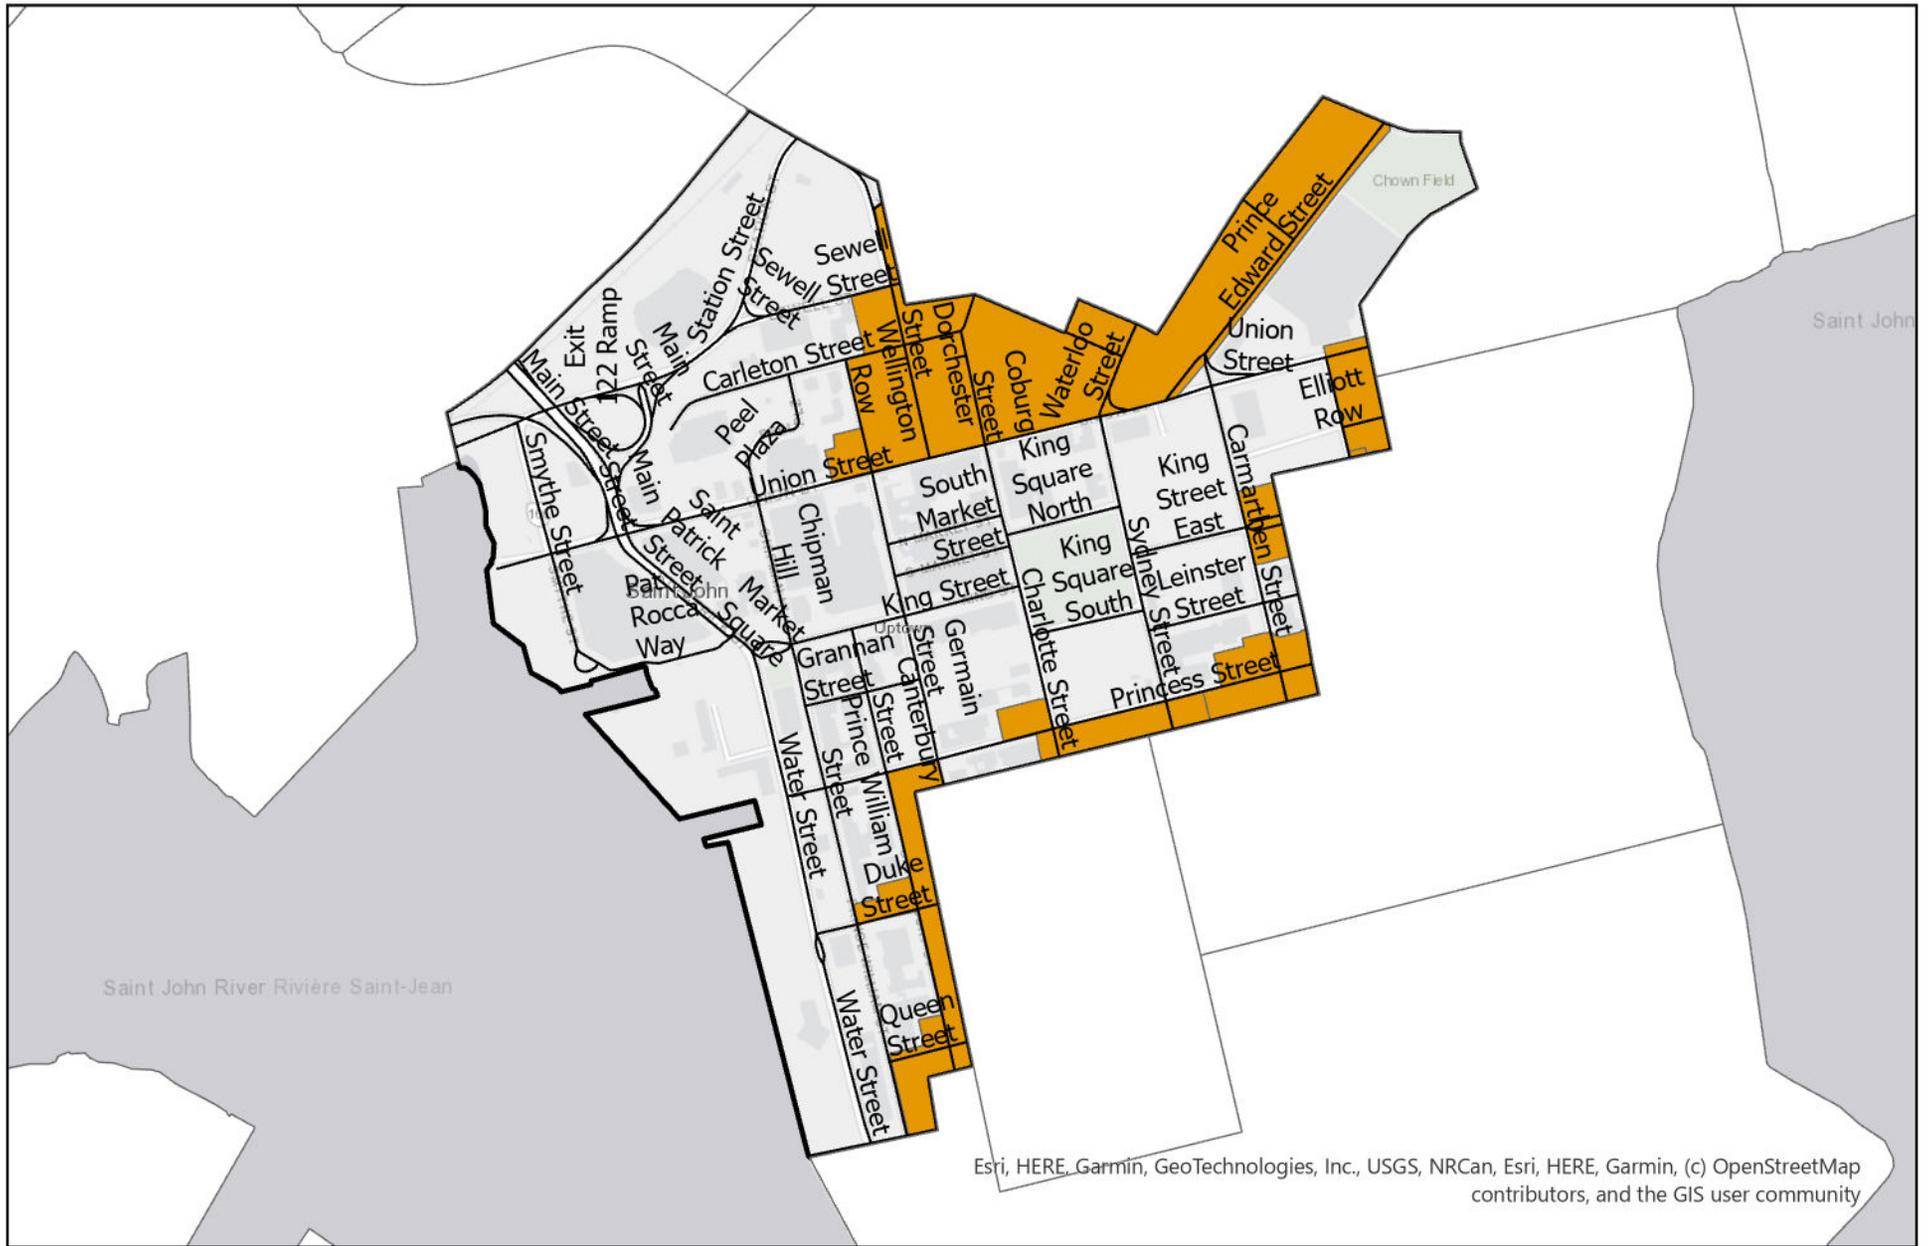 Chown Field
Prince
Edward Street
Station Street
Sewell
Street
Sewell
Street
Saint John
Exit
122 Ramp
Main
Street
Main Street
Street
Carleton Street
Street
Wellington
Row
Dorchester
Street
Coburg
Waterloo
Street
Union
Street
Elliott
Row
Peel
Plaza
Union Street
Smythe Street
Main
Saint
Patrick
Street
Chipman
Hill
South
Market
Street
King
Square
North
King
Street
East
Carmarthen Street
King
Square
South
Sydney Street
Leinster
Street
King Street
Charlotte Street
Saint John
Pat
Rocca
Way
Market
Square
Uptown
Grannan
Street
Germain
Street
Canterbury
Street
Prince
William
Street
Princess Street
Water Street
Duke
Street
Saint John River Rivière Saint-Jean
Queen
Street
Water Street
Esri, HERE, Garmin, GeoTechnologies, Inc., USGS, NRCan, Esri, HERE, Garmin, (c) OpenStreetMap
contributors, and the GIS user community